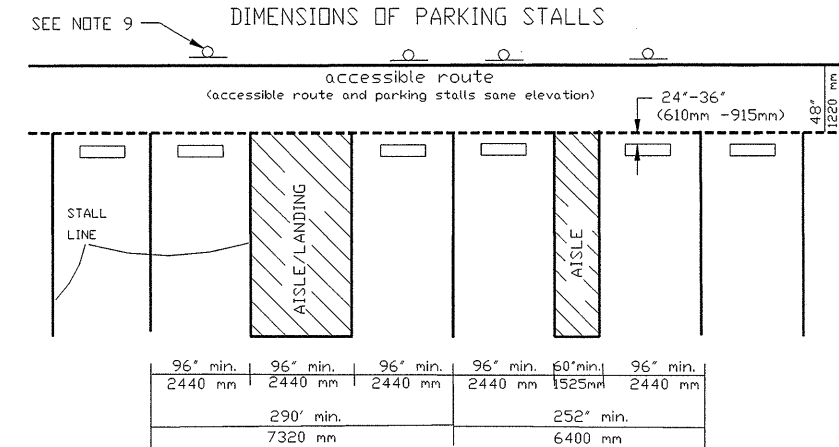 DIMENSIONS OF PARKING STALLS
SEE NOTE 9
accessible route
(accessible route and parking stalls same elevation)
24"-36"
(610mm -915mm)
48"
1220 mm
STALL
LINE
AISLE/LANDING
AISLE
96" min. 96" min. 96" min. 96" min. 60"min. 96" min.
2440 mm 2440 mm 2440 mm 2440 mm 1525mm 2440 mm
290' min. 252" min.
7320 mm 6400 mm